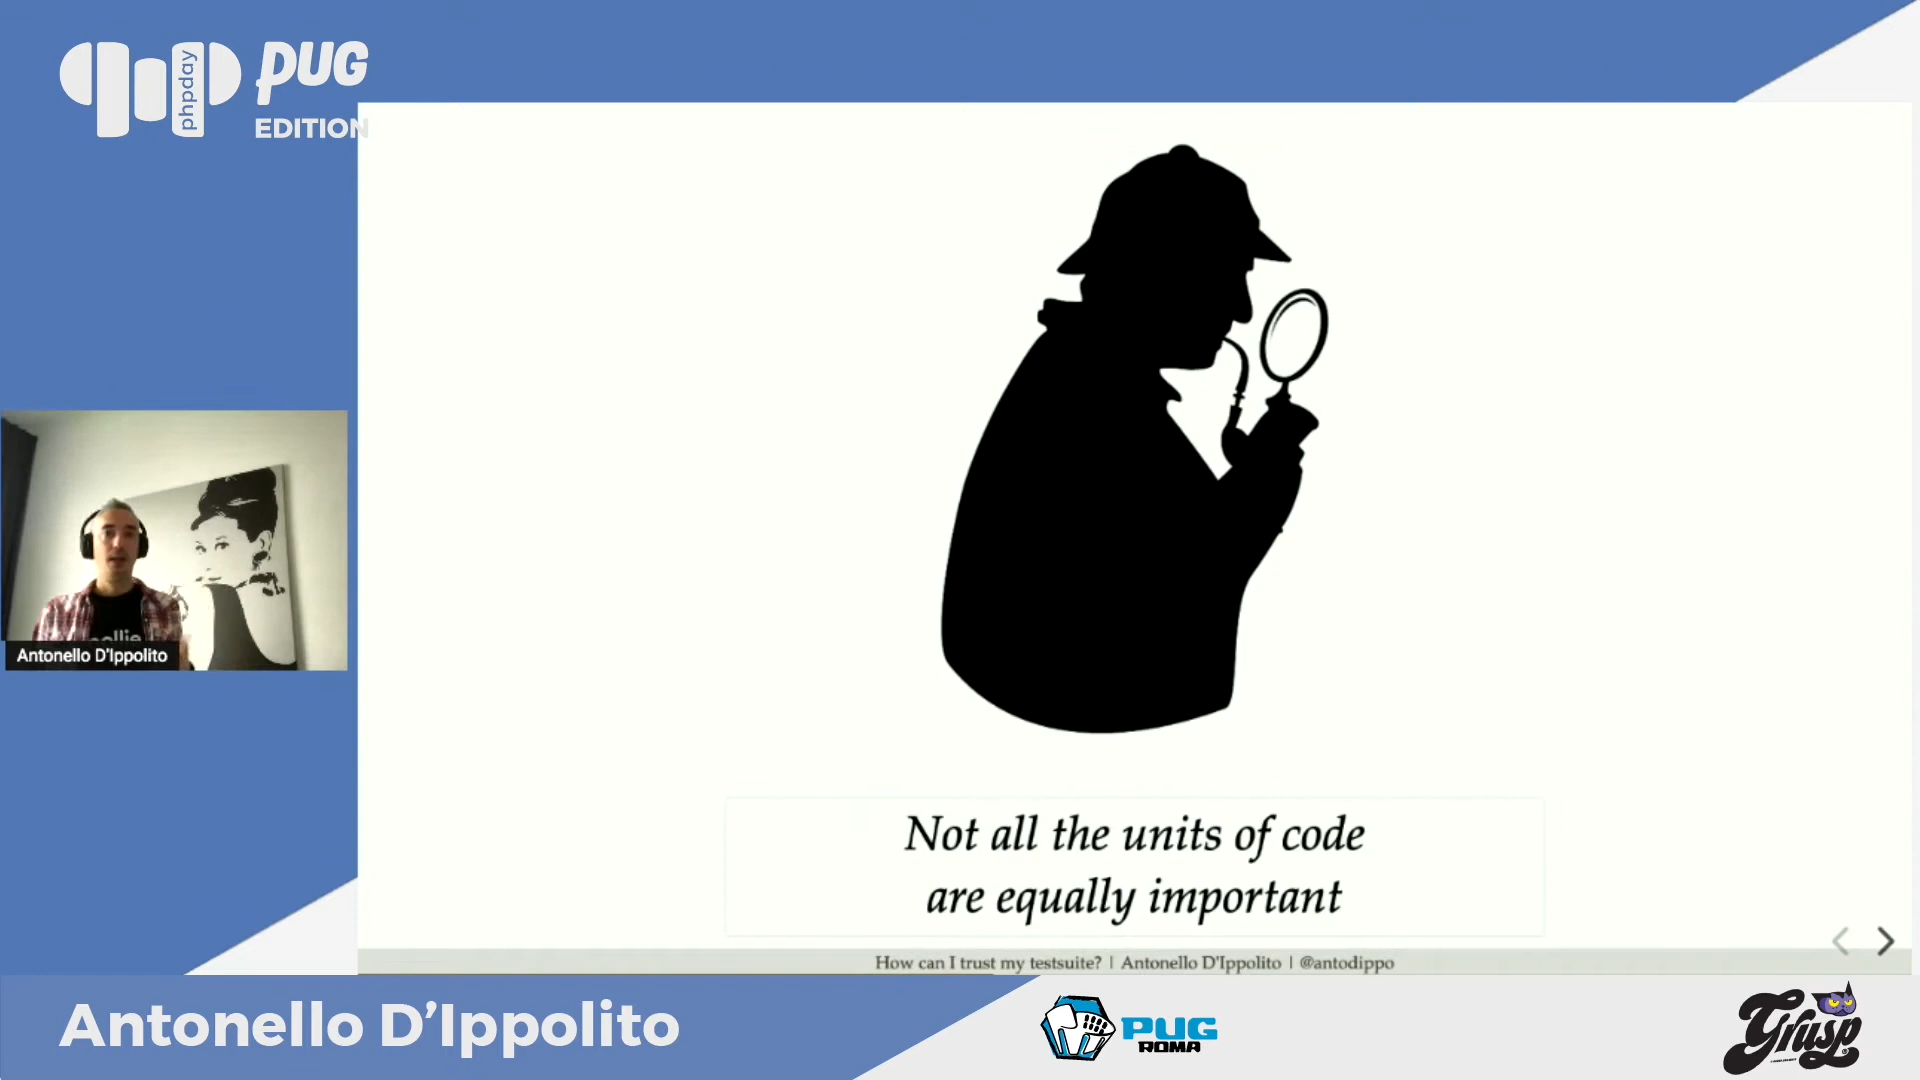 phpday
PUG
EDITION
ollie
Antonello D'Ippolito
Not all the units of code
are equally important
How can I trust my testsuite? | Antonello D'Ippolito | @antodippo
Antonello D’Ippolito
PUG
ROMA
Grusp